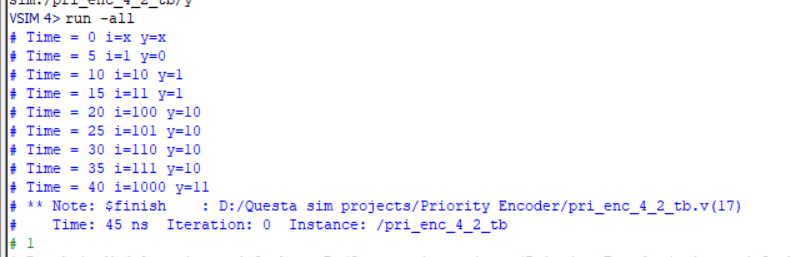 sim:/pri_enc_4_2_tb/y
VSIM 4> run -all
# Time = 0 i=x y=x
# Time = 5 i=1 y=0
# Time = 10 i=10 y=1
# Time = 15 i=11 y=1
# Time = 20 i=100 y=10
# Time = 25 i=101 y=10
# Time = 30 i=110 y=10
# Time = 35 i=111 y=10
# Time = 40 i=1000 y=11
# ** Note: $finish    : D:/Questa sim projects/Priority Encoder/pri_enc_4_2_tb.v(17)
#    Time: 45 ns  Iteration: 0  Instance: /pri_enc_4_2_tb
# 1